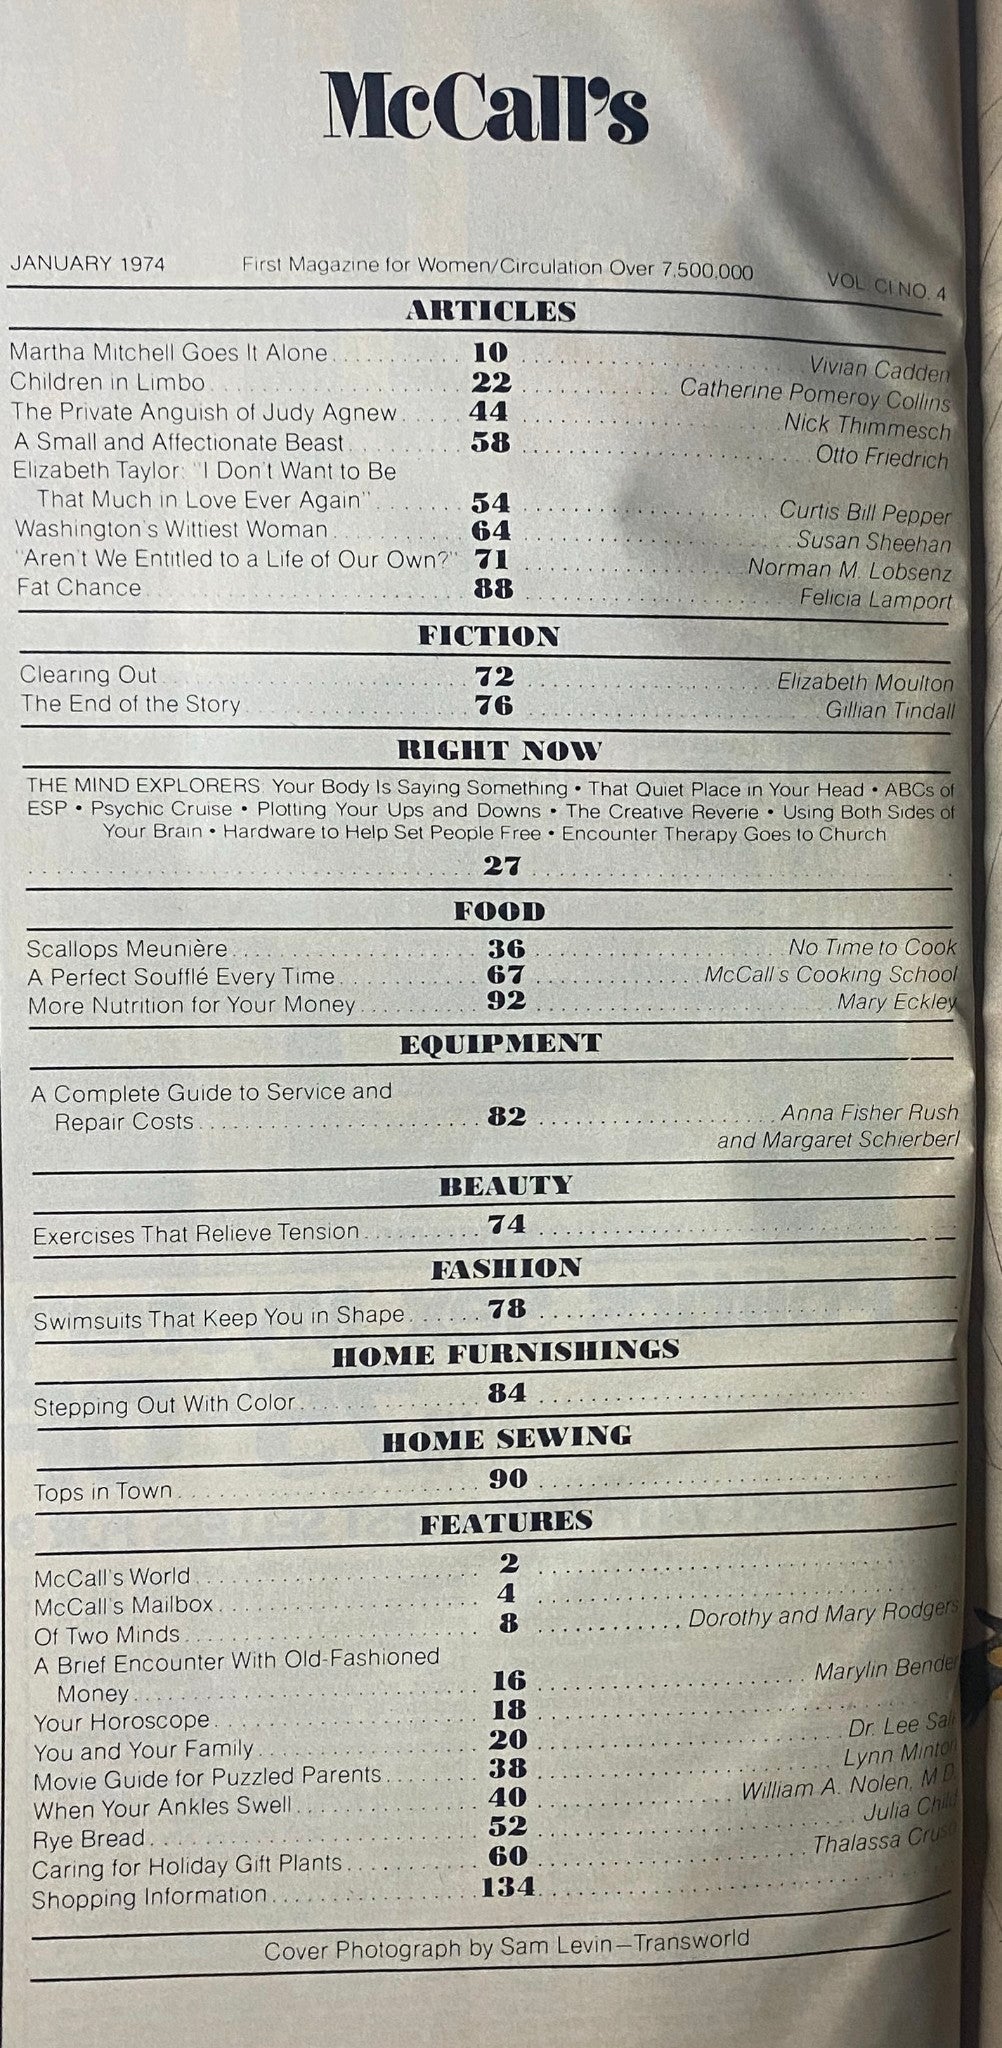 McCall's
JANUARY 1974 First Magazine for Women/Circulation Over 7,500,000 VOL. CI NO. 4
ARTICLES
Martha Mitchell Goes It Alone 10 Vivian Cadden
Children in Limbo 22 Catherine Pomeroy Collins
The Private Anguish of Judy Agnew 44 Nick Thimmesch
A Small and Affectionate Beast 58 Otto Friedrich
Elizabeth Taylor: "I Don't Want to Be
That Much in Love Ever Again" 54 Curtis Bill Pepper
Washington's Wittiest Woman 64 Susan Sheehan
"Aren't We Entitled to a Life of Our Own?" 71 Norman M. Lobsenz
Fat Chance 88 Felicia Lamport
FICTION
Clearing Out 72 Elizabeth Moulton
The End of the Story 76 Gillian Tindall
RIGHT NOW
THE MIND EXPLORERS: Your Body Is Saying Something • That Quiet Place in Your Head • ABCs of
ESP • Psychic Cruise • Plotting Your Ups and Downs • The Creative Reverie • Using Both Sides of
Your Brain • Hardware to Help Set People Free • Encounter Therapy Goes to Church
27
FOOD
Scallops Meunière 36 No Time to Cook
A Perfect Soufflé Every Time 67 McCall's Cooking School
More Nutrition for Your Money 92 Mary Eckley
EQUIPMENT
A Complete Guide to Service and
Repair Costs 82 Anna Fisher Rush
and Margaret Schierberl
BEAUTY
Exercises That Relieve Tension 74
FASHION
Swimsuits That Keep You in Shape 78
HOME FURNISHINGS
Stepping Out With Color 84
HOME SEWING
Tops in Town 90
FEATURES
McCall's World 2
McCall's Mailbox 4
Of Two Minds 8 Dorothy and Mary Rodgers
A Brief Encounter With Old-Fashioned
Money 16 Marylin Bender
Your Horoscope 18
You and Your Family 20 Dr. Lee Salk
Movie Guide for Puzzled Parents 38 Lynn Minton
When Your Ankles Swell 40 William A. Nolen, M.D.
Rye Bread 52 Julia Child
Caring for Holiday Gift Plants 60 Thalassa Cruso
Shopping Information 134
Cover Photograph by Sam Levin—Transworld